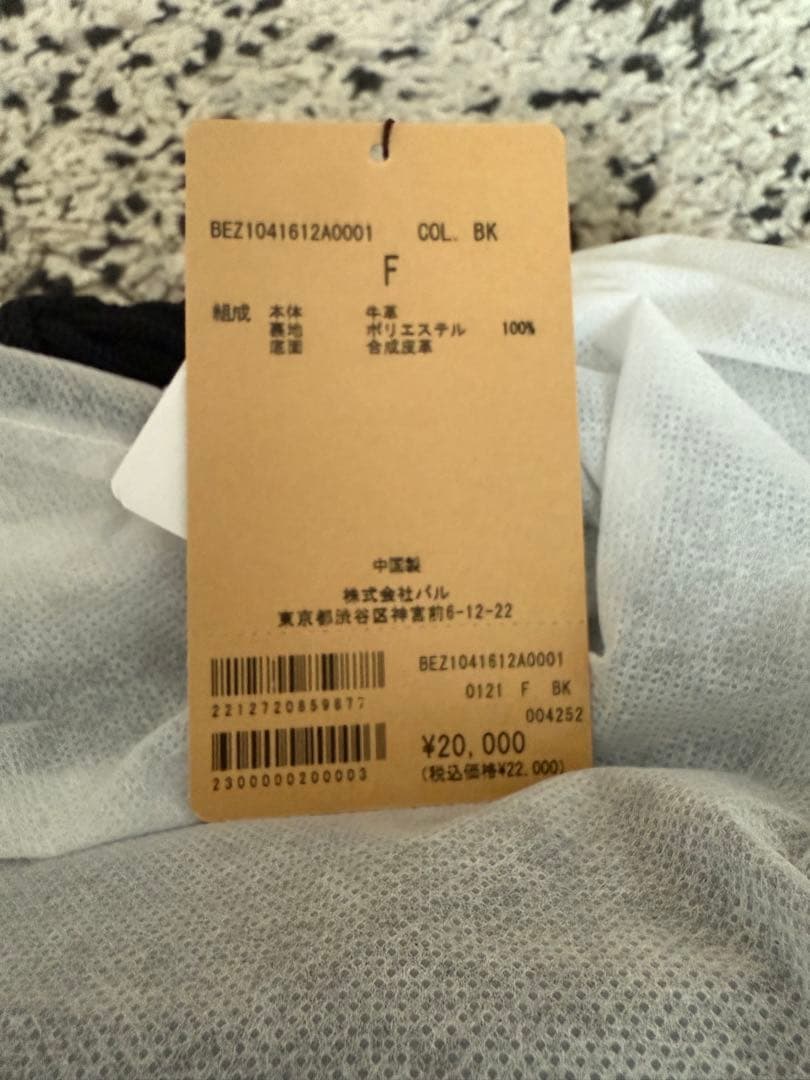 BEZ1041612A0001 COL. BK
F
組成 本体 牛革
裏地 ポリエステル 100%
底面 合成皮革
中国製
株式会社パル
東京都渋谷区神宮前6-12-22
BEZ1041612A0001
0121 F BK
2212720859877
004252
¥20,000
2300000200003
(税込価格¥22,000)